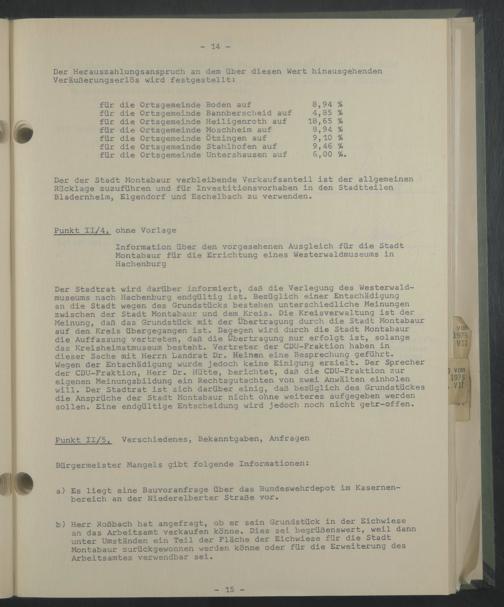 - 14 -
Der Herauszahlungsanspruch an dem über diesen Wert hinausgehenden
Veräußerungserlös wird festgestellt:
für die Ortsgemeinde Boden auf 8,94 %
für die Ortsgemeinde Bannberscheid auf 4,85 %
für die Ortsgemeinde Heiligenroth auf 18,65 %
für die Ortsgemeinde Moschheim auf 8,94 %
für die Ortsgemeinde Ötzingen auf 9,10 %
für die Ortsgemeinde Stahlhofen auf 9,46 %
für die Ortsgemeinde Untershausen auf 6,00 %.
Der der Stadt Montabaur verbleibende Verkaufsanteil ist der allgemeinen
Rücklage zuzuführen und für Investitionsvorhaben in den Stadtteilen
Bladernheim, Elgendorf und Eschelbach zu verwenden.
Punkt II/4, ohne Vorlage
Information über den vorgesehenen Ausgleich für die Stadt
Montabaur für die Errichtung eines Westerwaldmuseums in
Hachenburg
Der Stadtrat wird darüber informiert, daß die Verlegung des Westerwald-
museums nach Hachenburg endgültig ist. Bezüglich einer Entschädigung
an die Stadt wegen des Grundstücks bestehen unterschiedliche Meinungen
zwischen der Stadt Montabaur und dem Kreis. Die Kreisverwaltung ist der
Meinung, daß das Grundstück mit der Übertragung durch die Stadt Montabaur
auf den Kreis übergegangen ist. Dagegen wird durch die Stadt Montabaur
die Auffassung vertreten, daß die Übertragung nur erfolgt ist, solange
das Kreisheimatmuseum besteht. Vertreter der CDU-Fraktion haben in
dieser Sache mit Herrn Landrat Dr. Heinen eine Besprechung geführt.
Wegen der Entschädigung wurde jedoch keine Einigung erzielt. Der Sprecher
der CDU-Fraktion, Herr Dr. Hütte, berichtet, daß die CDU-Fraktion zur
eigenen Meinungsbildung ein Rechtsgutachten von zwei Anwälten einholen
will. Der Stadtrat ist sich darüber einig, daß bezüglich des Grundstückes
die Ansprüche der Stadt Montabaur nicht ohne weiteres aufgegeben werden
sollen. Eine endgültige Entscheidung wird jedoch noch nicht getr-offen.
Punkt II/5, Verschiedenes, Bekanntgaben, Anfragen
Bürgermeister Mangels gibt folgende Informationen:
a) Es liegt eine Bauvoranfrage über das Bundeswehrdepot im Kasernen-
bereich an der Niederelberter Straße vor.
b) Herr Roßbach hat angefragt, ob er sein Grundstück in der Eichwiese
an das Arbeitsamt verkaufen könne. Dies sei begrüßenswert, weil dann
unter Umständen ein Teil der Fläche der Eichwiese für die Stadt
Montabaur zurückgewonnen werden könne oder für die Erweiterung des
Arbeitsamtes verwendbar sei.
- 15 -